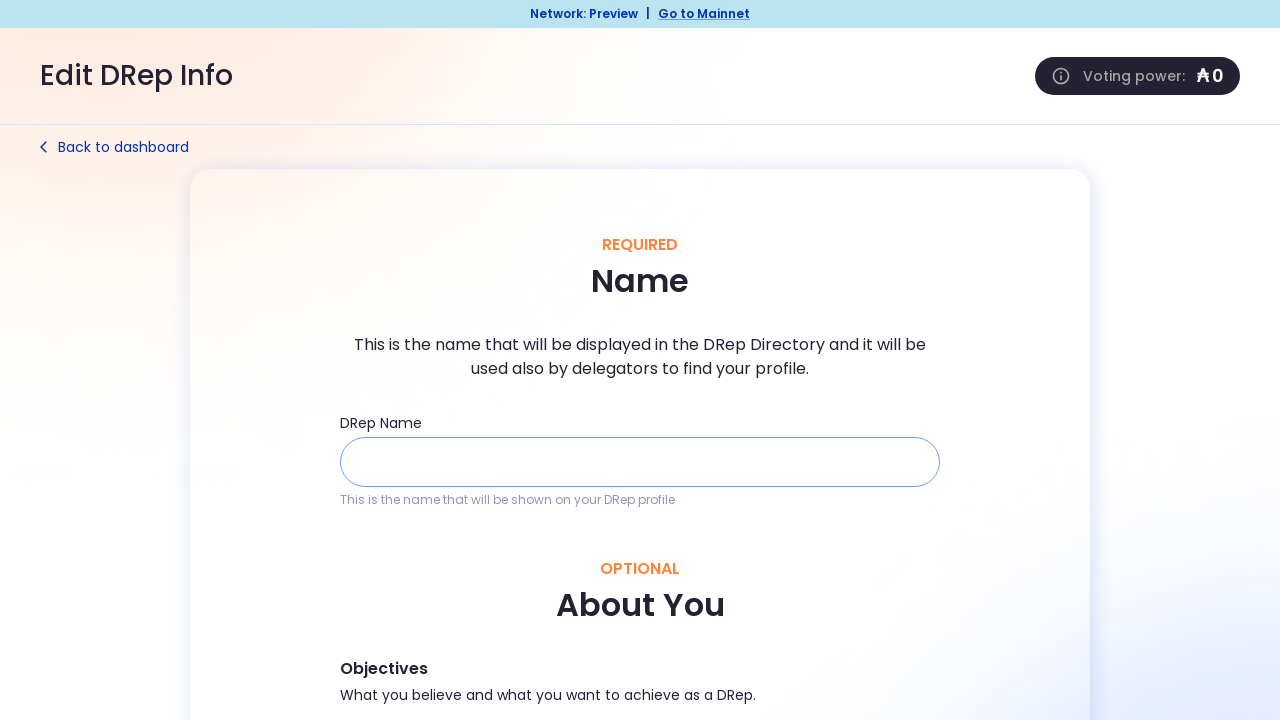 Network: Preview | Go to Mainnet
Edit DRep Info
Voting power: ₳ 0
Back to dashboard
REQUIRED
Name
This is the name that will be displayed in the DRep Directory and it will be
used also by delegators to find your profile.
DRep Name
This is the name that will be shown on your DRep profile
OPTIONAL
About You
Objectives
What you believe and what you want to achieve as a DRep.